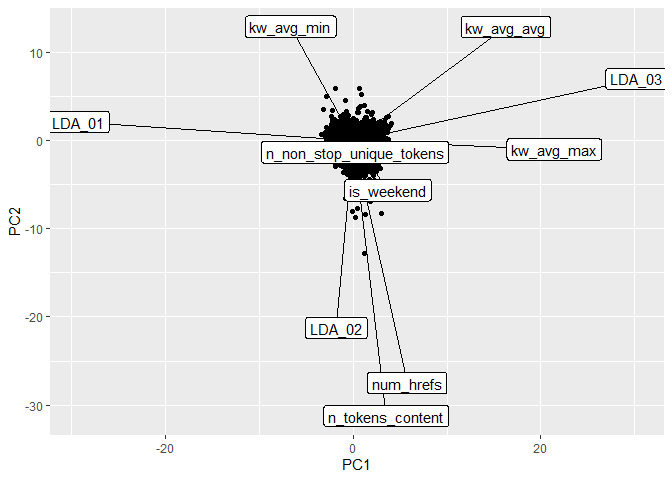 kw_avg_min
kw_avg_avg
10
LDA_03
LDA_01
0
n_non_stop_unique_tokens
kw_avg_max
is_weekend
PC2
-10
-20
LDA_02
num_hrefs
-30
n_tokens_content
-20
0
20
PC1